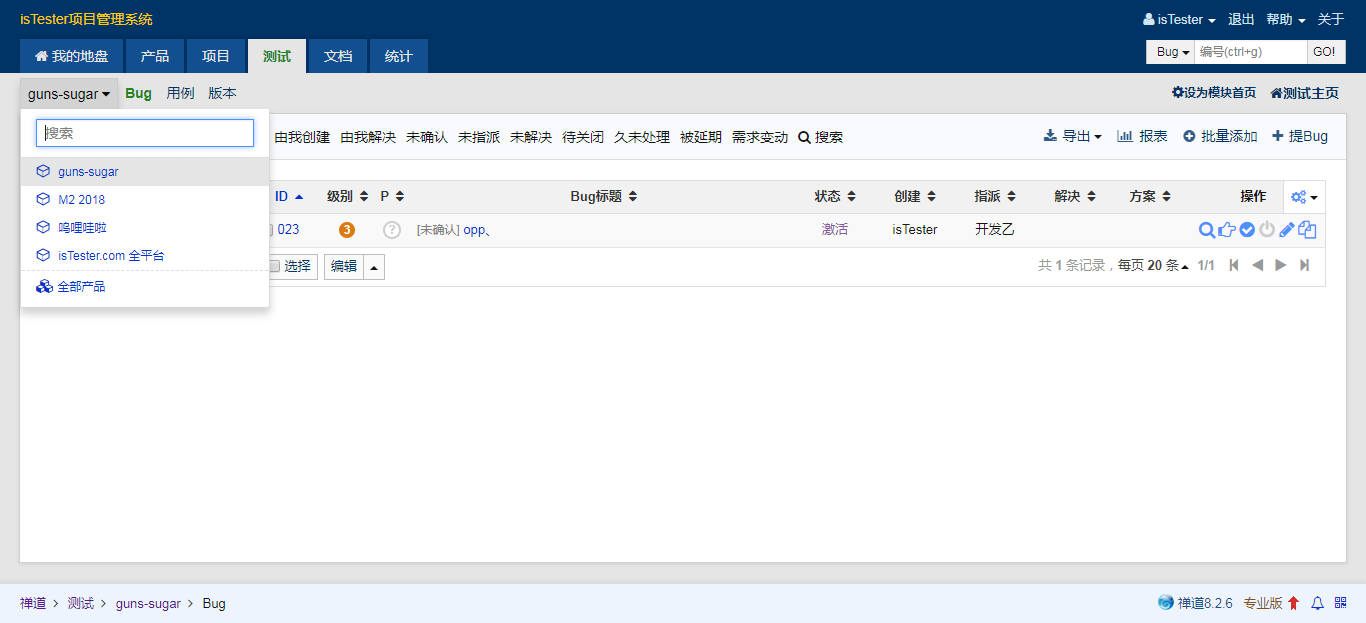 isTester项目管理系统
isTester 退出 帮助 关于
我的地盘 产品 项目 测试 文档 统计
Bug 编号(ctrl+g) GO!
guns-sugar Bug 用例 版本
设为模块首页 测试主页
搜索
由我创建 由我解决 未确认 未指派 未解决 待关闭 久未处理 被延期 需求变动 搜索
导出 报表 批量添加 提Bug
guns-sugar
M2 2018
呜哩哇啦
isTester.com 全平台
全部产品
ID 级别 P Bug标题 状态 创建 指派 解决 方案 操作
023 3 ? [未确认] opp、 激活 isTester 开发乙
选择 编辑
共 1 条记录，每页 20 条 1/1
禅道 测试 guns-sugar Bug
禅道8.2.6 专业版